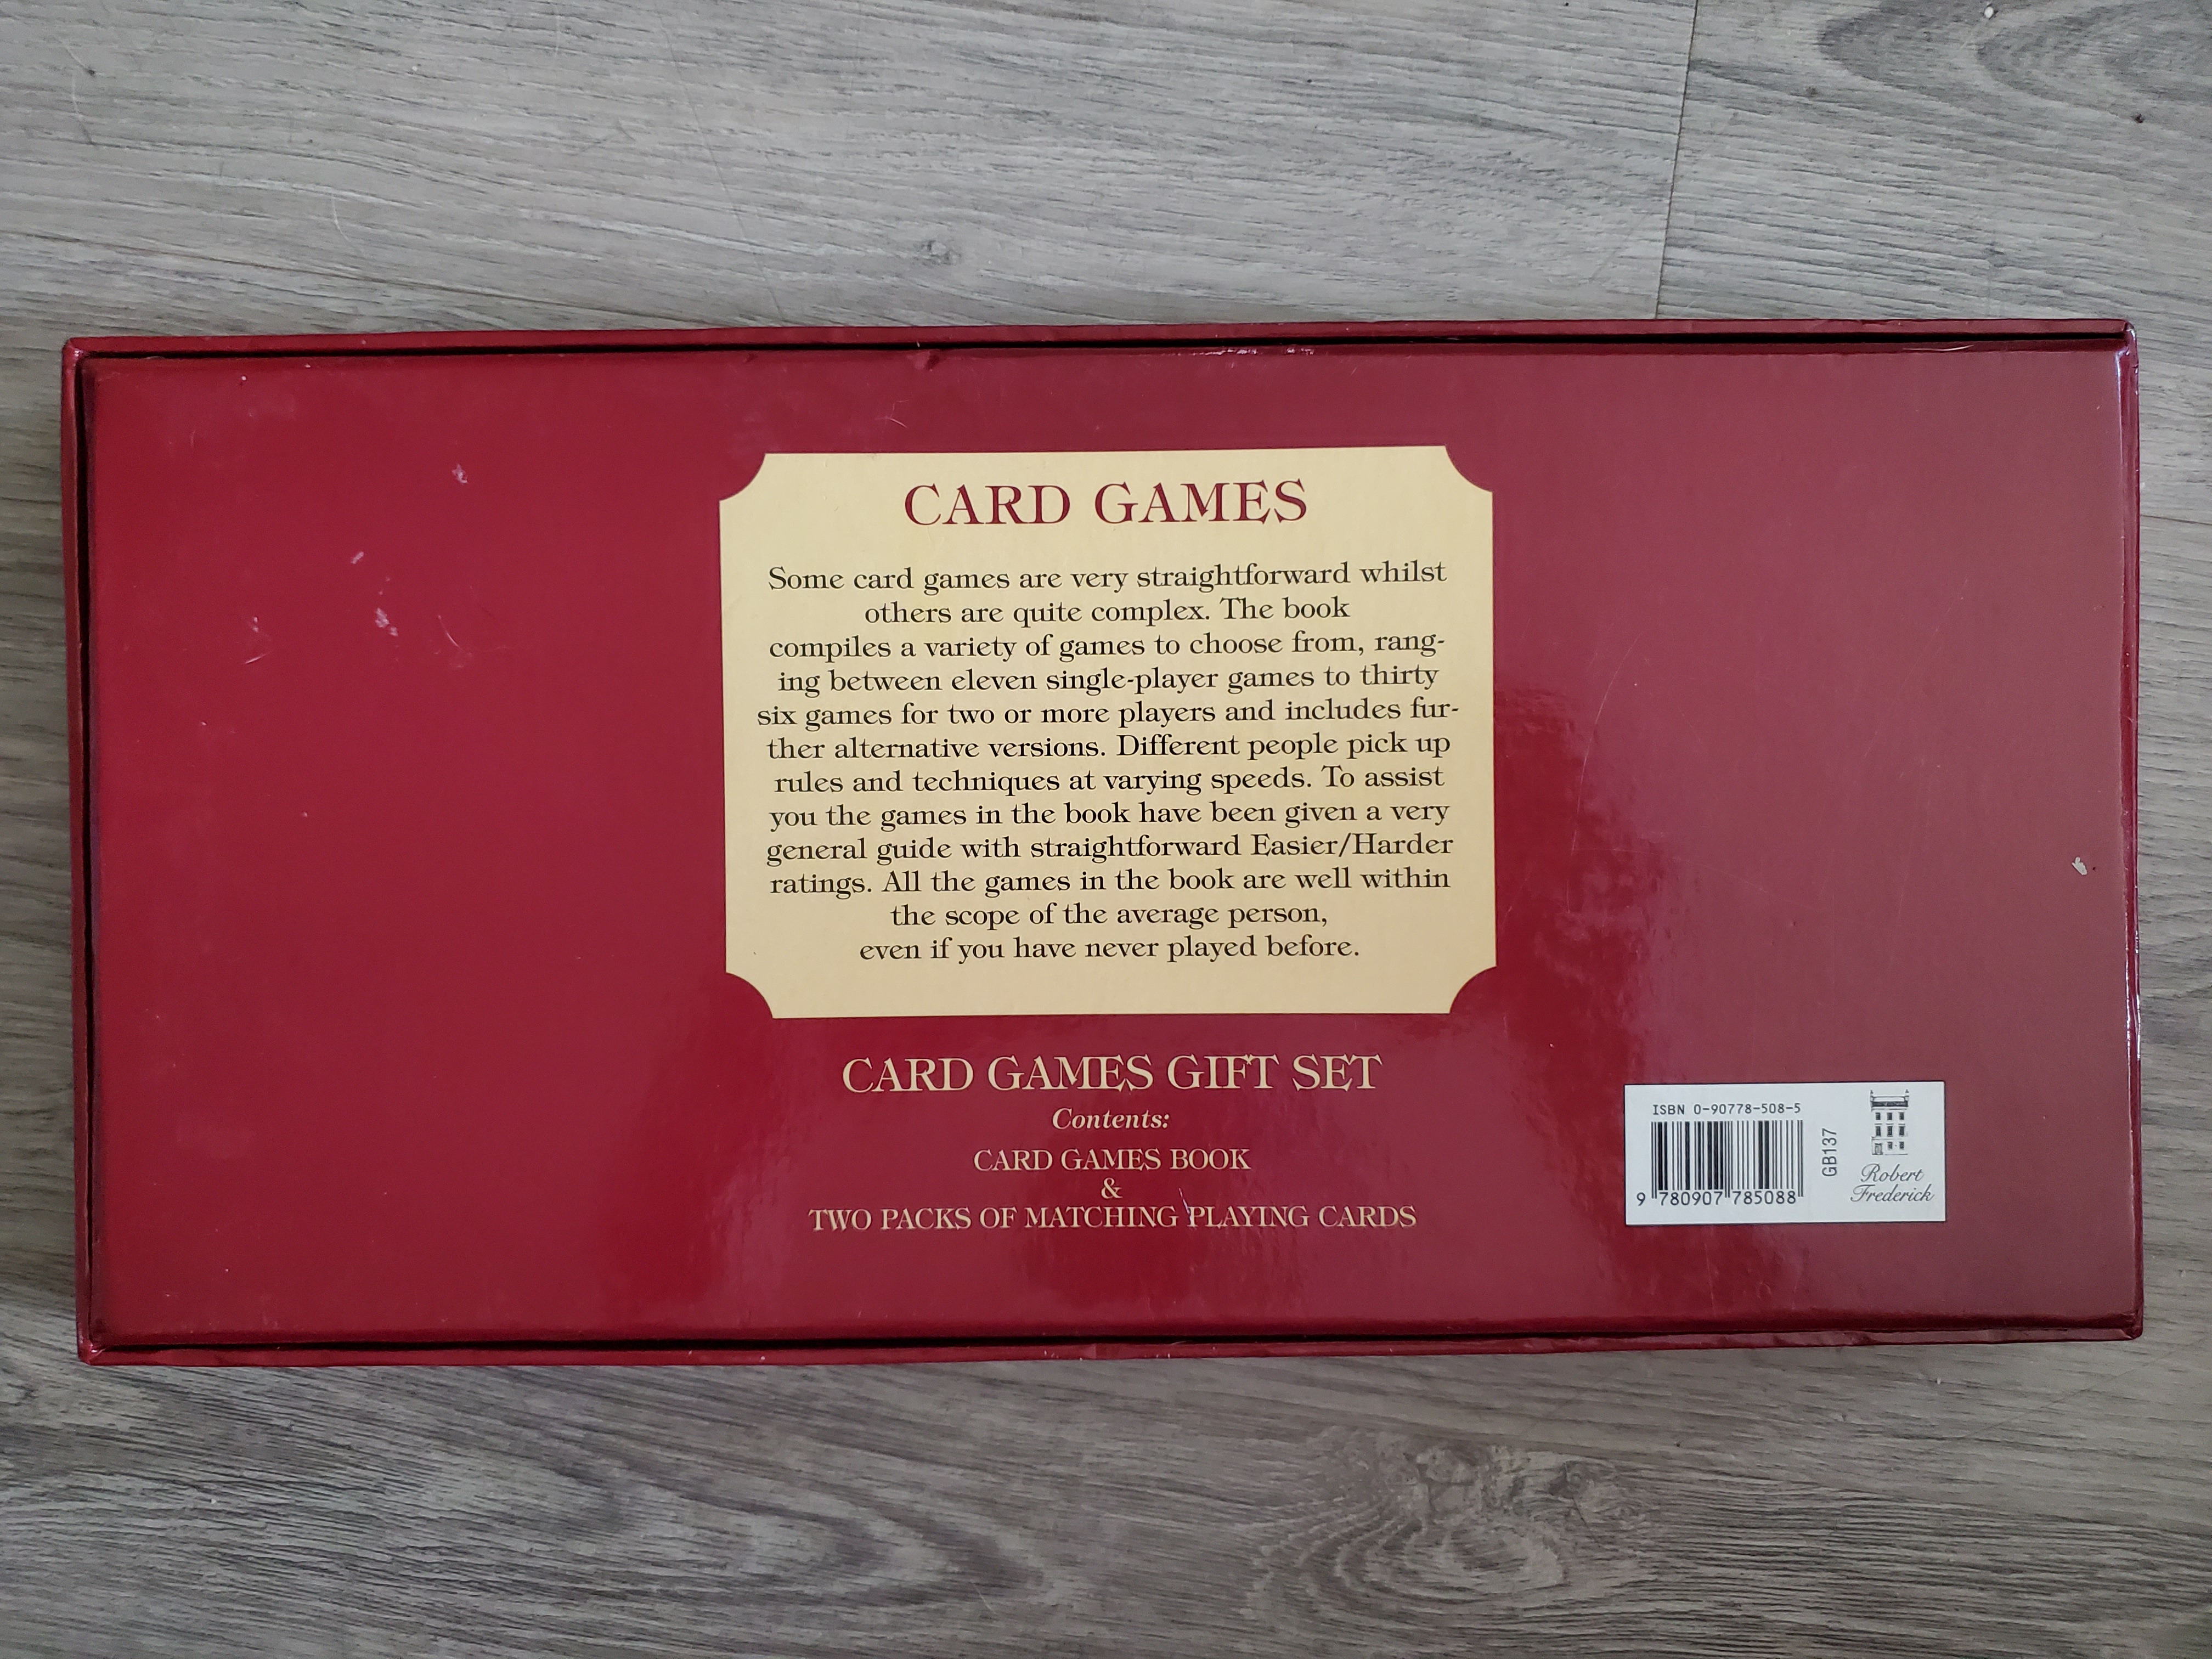 CARD GAMES
Some card games are very straightforward whilst
others are quite complex. The book
compiles a variety of games to choose from, rang-
ing between eleven single-player games to thirty
six games for two or more players and includes fur-
ther alternative versions. Different people pick up
rules and techniques at varying speeds. To assist
you the games in the book have been given a very
general guide with straightforward Easier/Harder
ratings. All the games in the book are well within
the scope of the average person,
even if you have never played before.
CARD GAMES GIFT SET
Contents:
CARD GAMES BOOK
&
TWO PACKS OF MATCHING PLAYING CARDS
ISBN 0-90778-508-5
9 780907 785088
GB137
Robert
Frederick